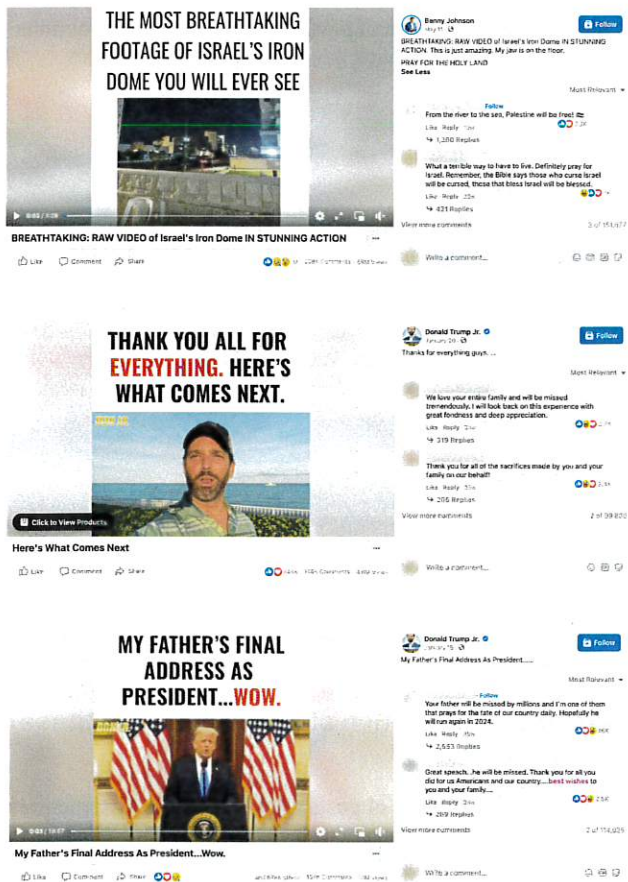 THE MOST BREATHTAKING
FOOTAGE OF ISRAEL'S IRON
DOME YOU WILL EVER SEE
BREATHTAKING: RAW VIDEO of Israel's Iron Dome IN STUNNING ACTION
...
Like Comment Share
Benny Johnson
Follow
BREATHTAKING: RAW VIDEO of Israel's Iron Dome IN STUNNING
ACTION. This is just amazing. My jaw is on the floor.
PRAY FOR THE HOLY LAND
See Less
Most Relevant
Follow
From the river to the sea, Palestine will be free!
Like Reply
1,200 Replies
What a terrible way to have to live. Definitely pray for
Israel. Remember, the Bible says those who curse israel
will be cursed, those that bless Israel will be blessed.
Like Reply
421 Replies
View more comments
Write a comment...
THANK YOU ALL FOR
EVERYTHING. HERE'S
WHAT COMES NEXT.
Click to View Products
Here's What Comes Next
...
Like Comment Share
Donald Trump Jr.
Follow
Thanks for everything guys. ...
Most Relevant
We love your entire family and will be missed
tremendously. I will look back on this experience with
great fondness and deep appreciation.
Like Reply
319 Replies
Thank you for all of the sacrifices made by you and your
family on our behalf!
Like Reply
View more comments
Write a comment...
MY FATHER'S FINAL
ADDRESS AS
PRESIDENT...WOW.
My Father's Final Address As President...Wow.
...
Like Comment Share
Donald Trump Jr.
Follow
My Father's Final Address As President......
Most Relevant
Follow
Your father will be missed by millions and I'm one of them
that prays for the fate of our country daily. Hopefully he
will run again in 2024.
Like Reply
2,553 Replies
Great speach...he will be missed. Thank you for all you
did for us Americans and our country....best wishes to
you and your family....
Like Reply
269 Replies
View more comments
Write a comment...